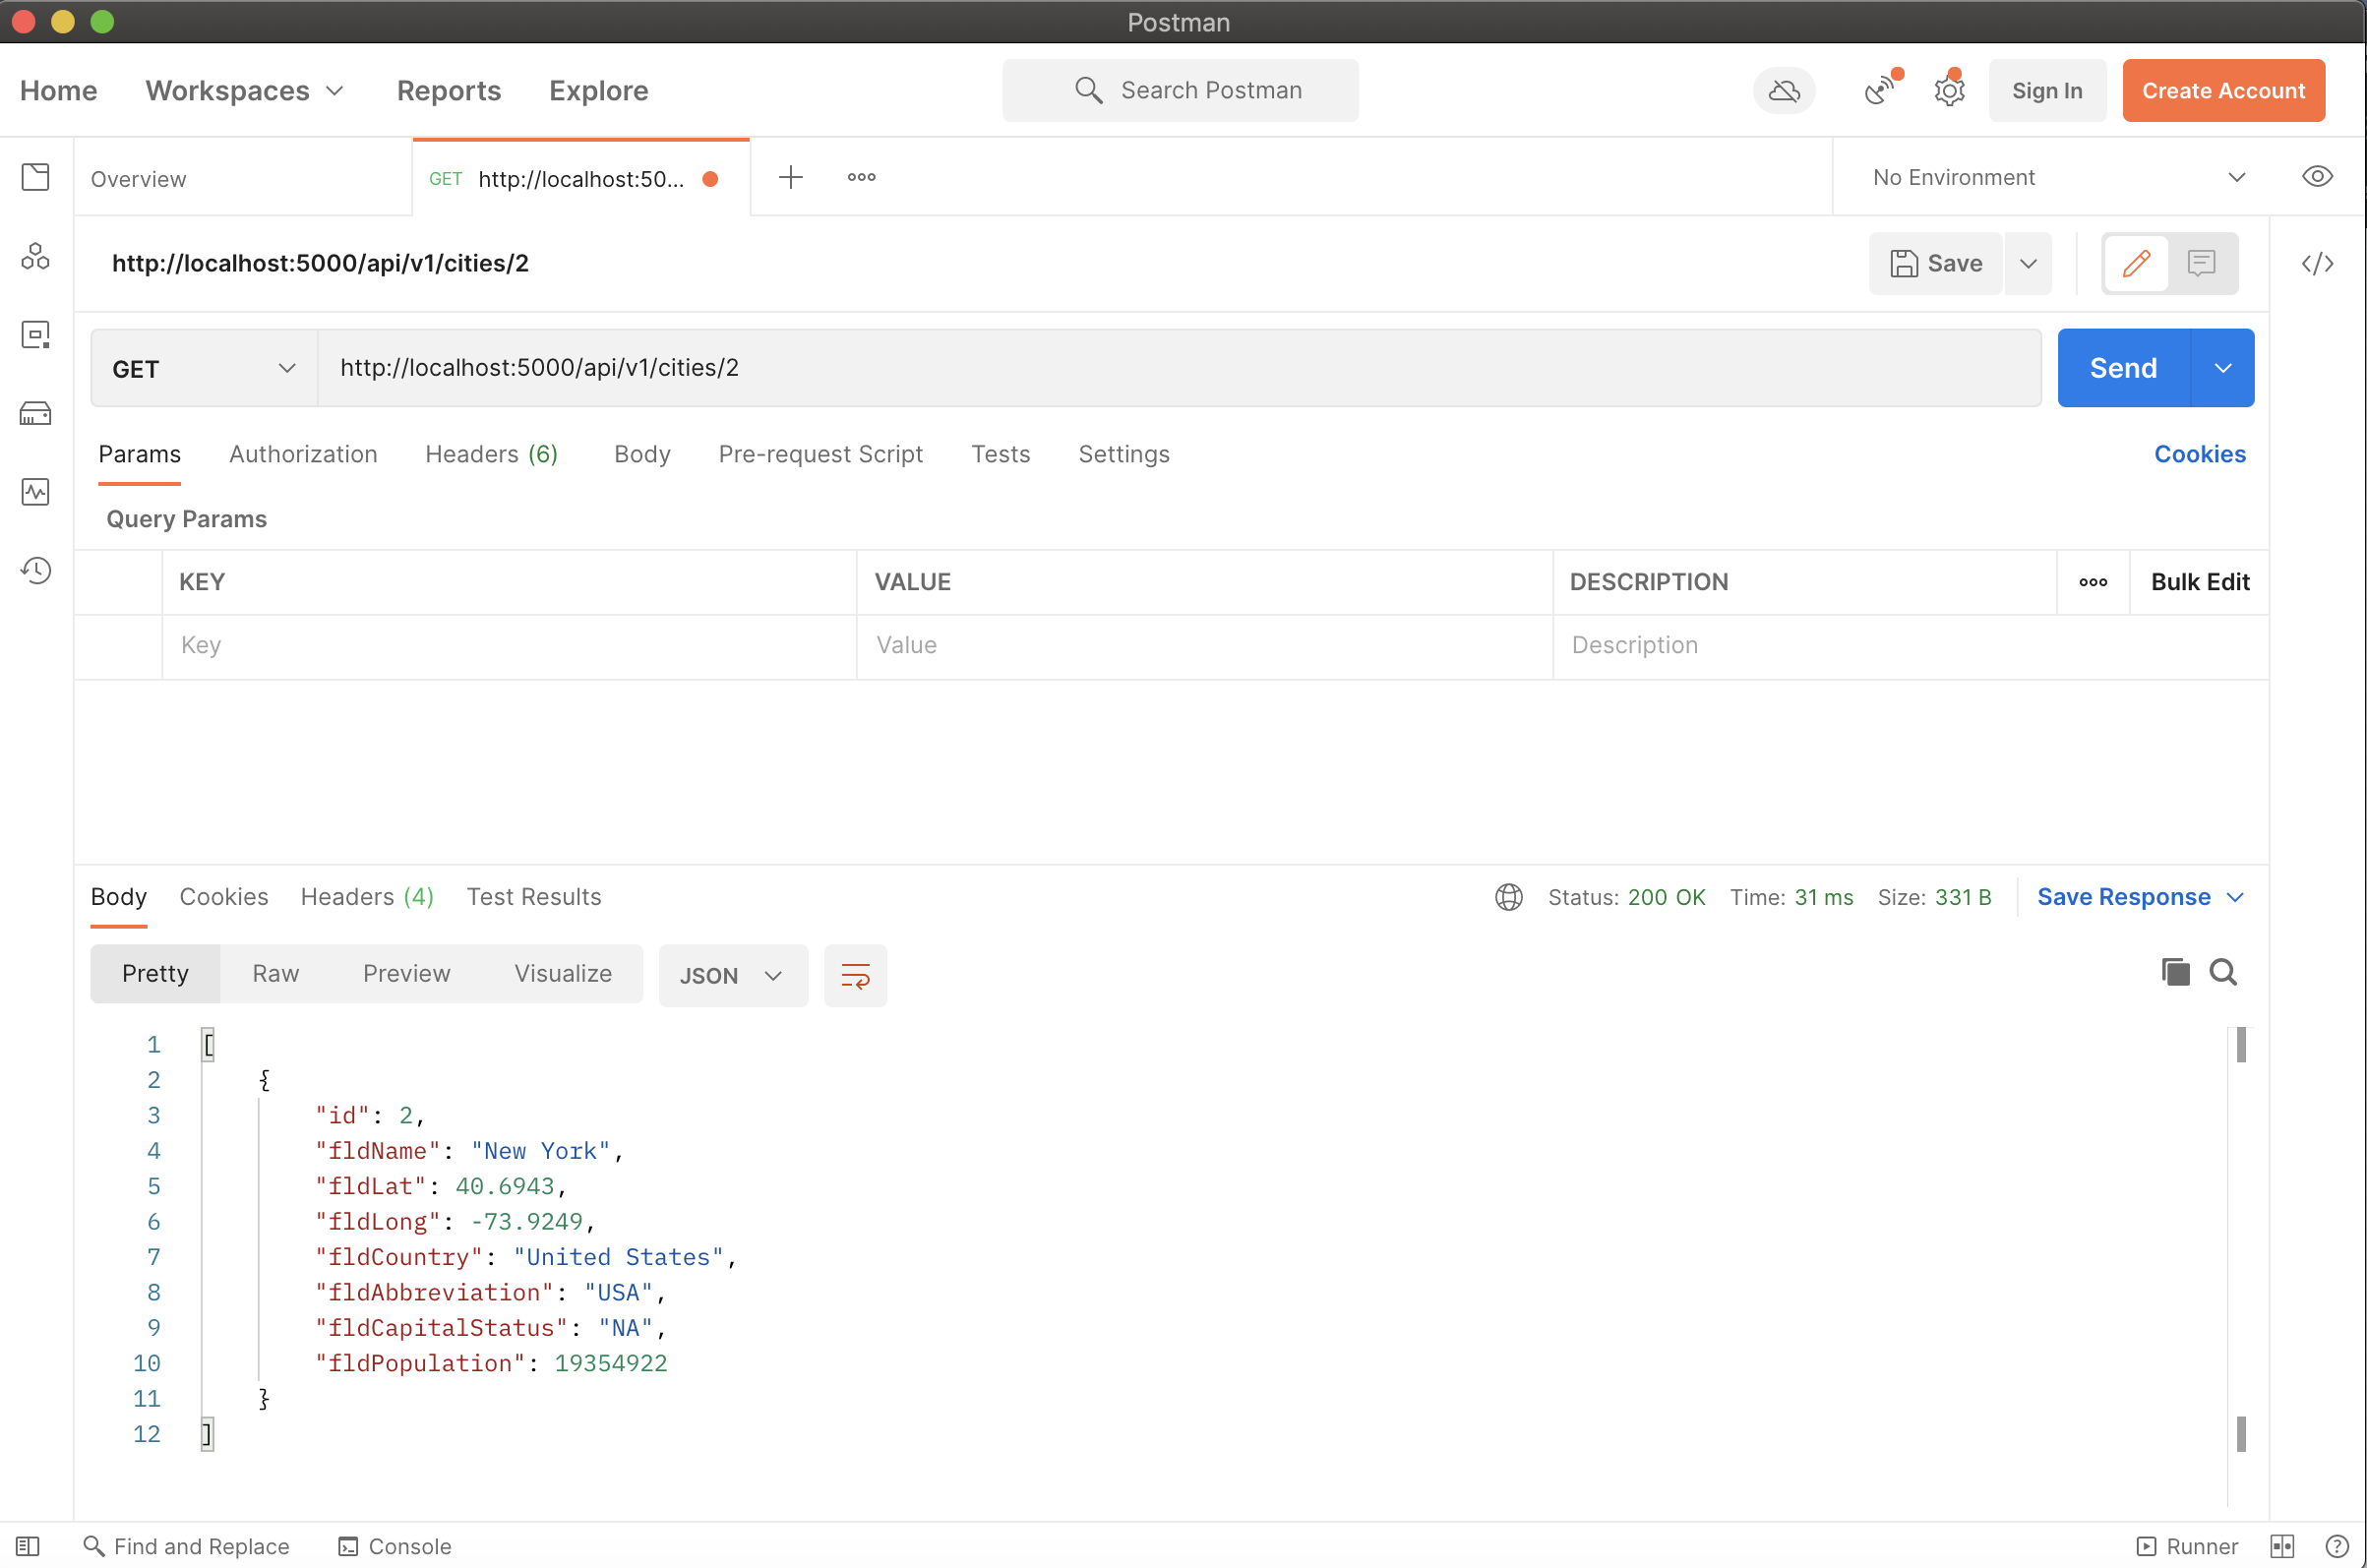 Postman
Home Workspaces Reports Explore Search Postman Sign In Create Account
Overview GET http://localhost:50... No Environment
http://localhost:5000/api/v1/cities/2 Save
GET http://localhost:5000/api/v1/cities/2 Send
Params Authorization Headers (6) Body Pre-request Script Tests Settings Cookies
Query Params
KEY VALUE DESCRIPTION Bulk Edit
Key Value Description
Body Cookies Headers (4) Test Results Status: 200 OK Time: 31 ms Size: 331 B Save Response
Pretty Raw Preview Visualize JSON
1 [
2 {
3 "id": 2,
4 "fldName": "New York",
5 "fldLat": 40.6943,
6 "fldLong": -73.9249,
7 "fldCountry": "United States",
8 "fldAbbreviation": "USA",
9 "fldCapitalStatus": "NA",
10 "fldPopulation": 19354922
11 }
12 ]
Find and Replace Console Runner